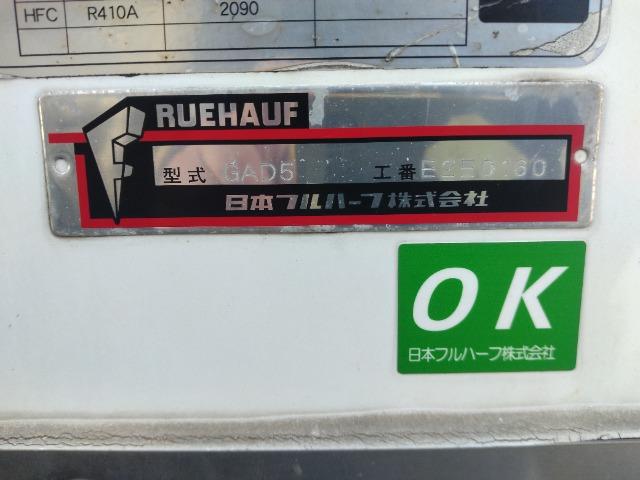 HFC R410A 2090
RUEHAUF
型式 GAD5 工番
日本フルハーフ株式会社
OK
日本フルハーフ株式会社